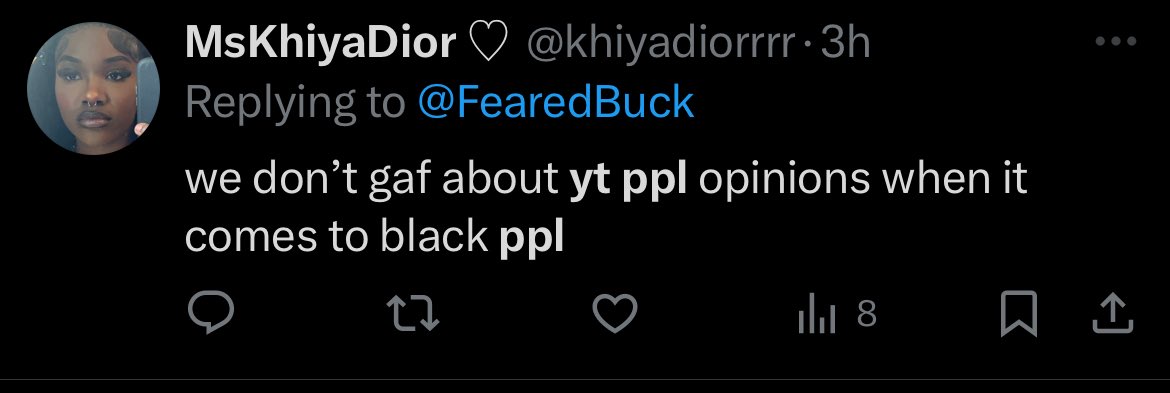 MsKhiyaDior ♡ @khiyadiorrrr · 3h
Replying to @FearedBuck
we don’t gaf about yt ppl opinions when it
comes to black ppl
8